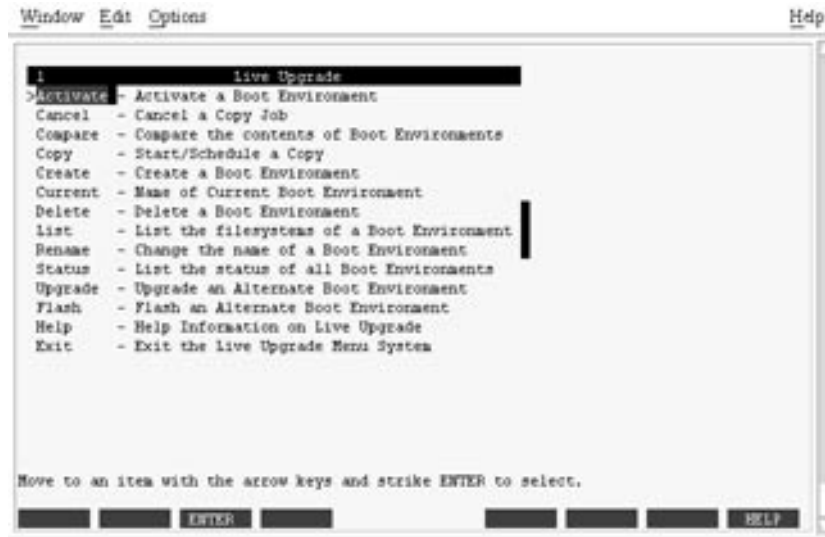 Window Edit Options Help
1 Live Upgrade
>Activate - Activate a Boot Environment
Cancel - Cancel a Copy Job
Compare - Compare the contents of Boot Environments
Copy - Start/Schedule a Copy
Create - Create a Boot Environment
Current - Name of Current Boot Environment
Delete - Delete a Boot Environment
List - List the filesystems of a Boot Environment
Rename - Change the name of a Boot Environment
Status - List the status of all Boot Environments
Upgrade - Upgrade an Alternate Boot Environment
Flash - Flash an Alternate Boot Environment
Help - Help Information on Live Upgrade
Exit - Exit the Live Upgrade Menu System
Move to an item with the arrow keys and strike ENTER to select.
ENTER HELP